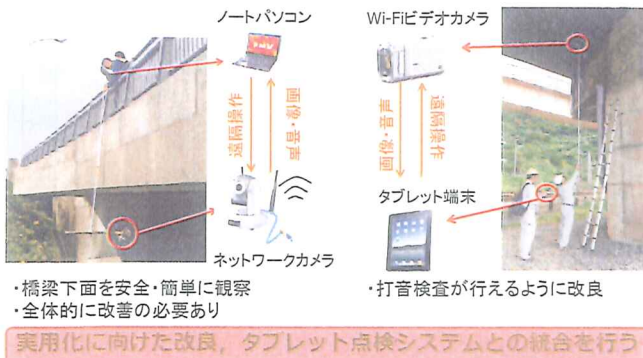 ノートパソコン
遠隔操作
画像・音声
ネットワークカメラ
・橋梁下面を安全・簡単に観察
・全体的に改善の必要あり
Wi-Fiビデオカメラ
画像・音声
遠隔操作
タブレット端末
・打音検査が行えるように改良
実用化に向けた改良，タブレット点検システムとの統合を行う